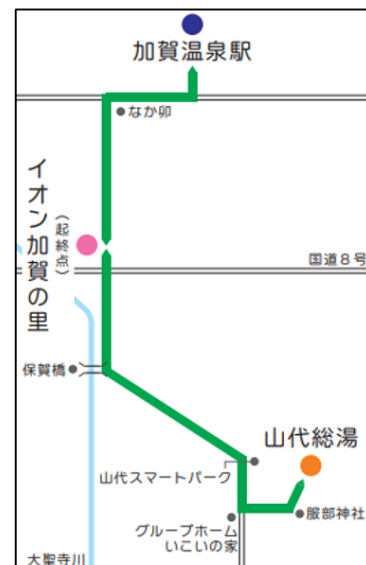 加賀温泉駅
なか卯
イオン加賀の里
(起終点)
国道8号
保賀橋
山代総湯
山代スマートパーク
服部神社
グループホーム
いこいの家
大聖寺川